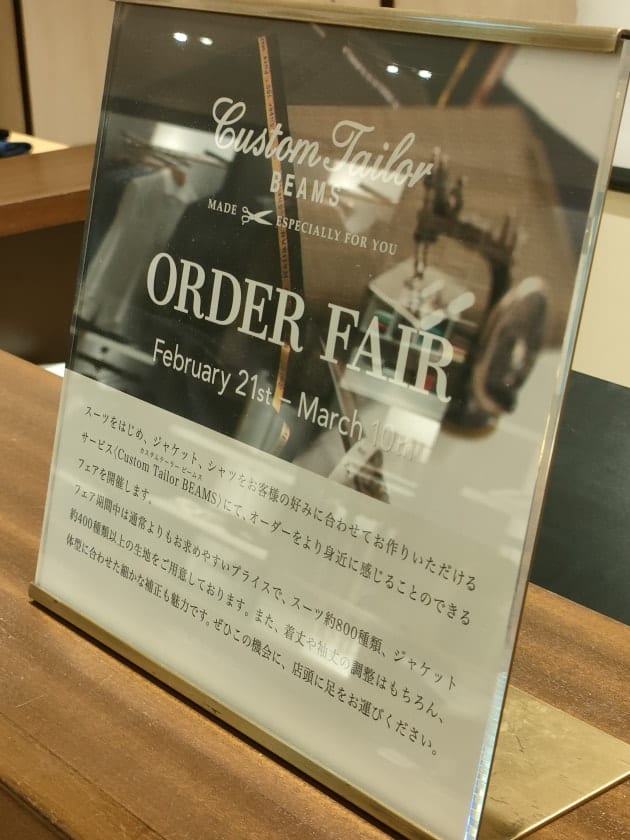 Custom Tailor
BEAMS
MADE ESPECIALLY FOR YOU
ORDER FAIR
February 21st – March 10th
スーツをはじめ、ジャケット、シャツをお客様の好みに合わせてお作りいただける
カスタムテーラー ビームス
サービス〈Custom Tailor BEAMS〉にて、オーダーをより身近に感じることのできる
フェアを開催します。
フェア期間中は通常よりもお求めやすいプライスで、スーツ約800種類、ジャケット
約400種類以上の生地をご用意しております。また、着丈や袖丈の調整はもちろん、
体型に合わせた細かな補正も魅力です。ぜひこの機会に、店頭に足をお運びください。